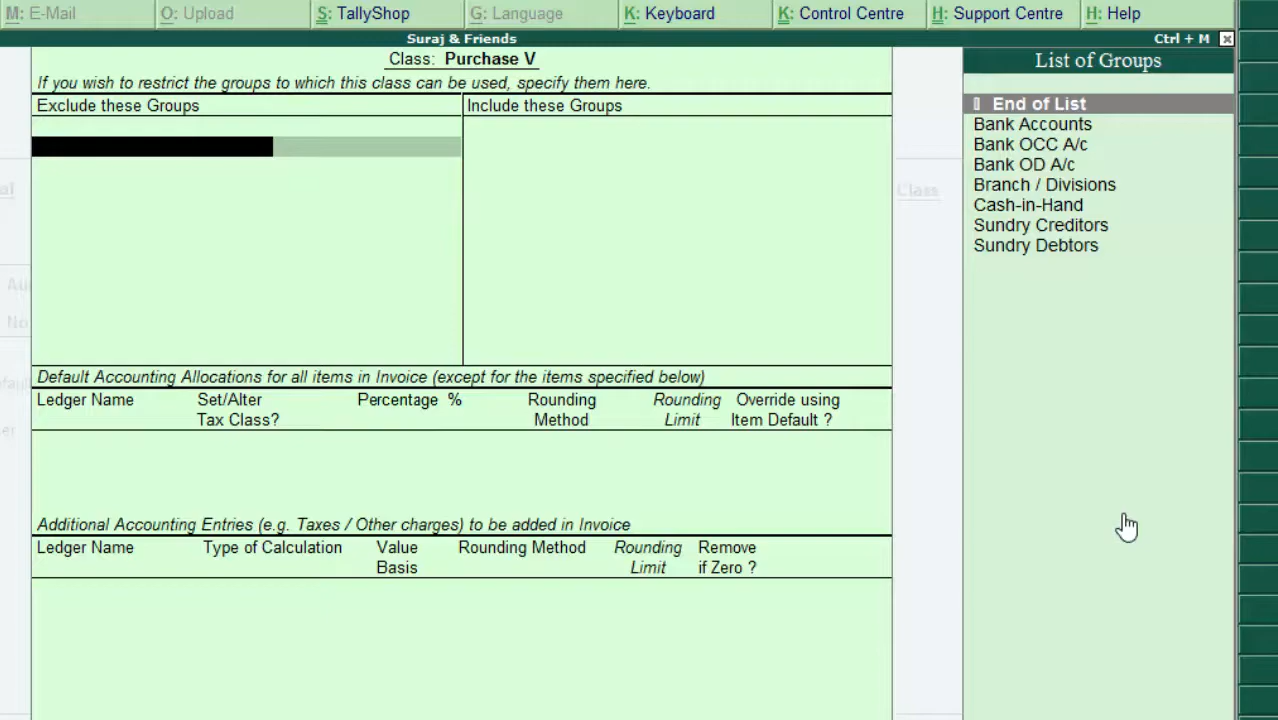 M: E-Mail O: Upload S: TallyShop G: Language K: Keyboard K: Control Centre H: Support Centre H: Help
Suraj & Friends Ctrl + M
Class: Purchase V
If you wish to restrict the groups to which this class can be used, specify them here.
Exclude these Groups Include these Groups
Default Accounting Allocations for all items in Invoice (except for the items specified below)
Ledger Name Set/Alter Percentage % Rounding Rounding Override using
Tax Class? Method Limit Item Default ?
Additional Accounting Entries (e.g. Taxes / Other charges) to be added in Invoice
Ledger Name Type of Calculation Value Rounding Method Rounding Remove
Basis Limit if Zero ?
Class
List of Groups
End of List
Bank Accounts
Bank OCC A/c
Bank OD A/c
Branch / Divisions
Cash-in-Hand
Sundry Creditors
Sundry Debtors